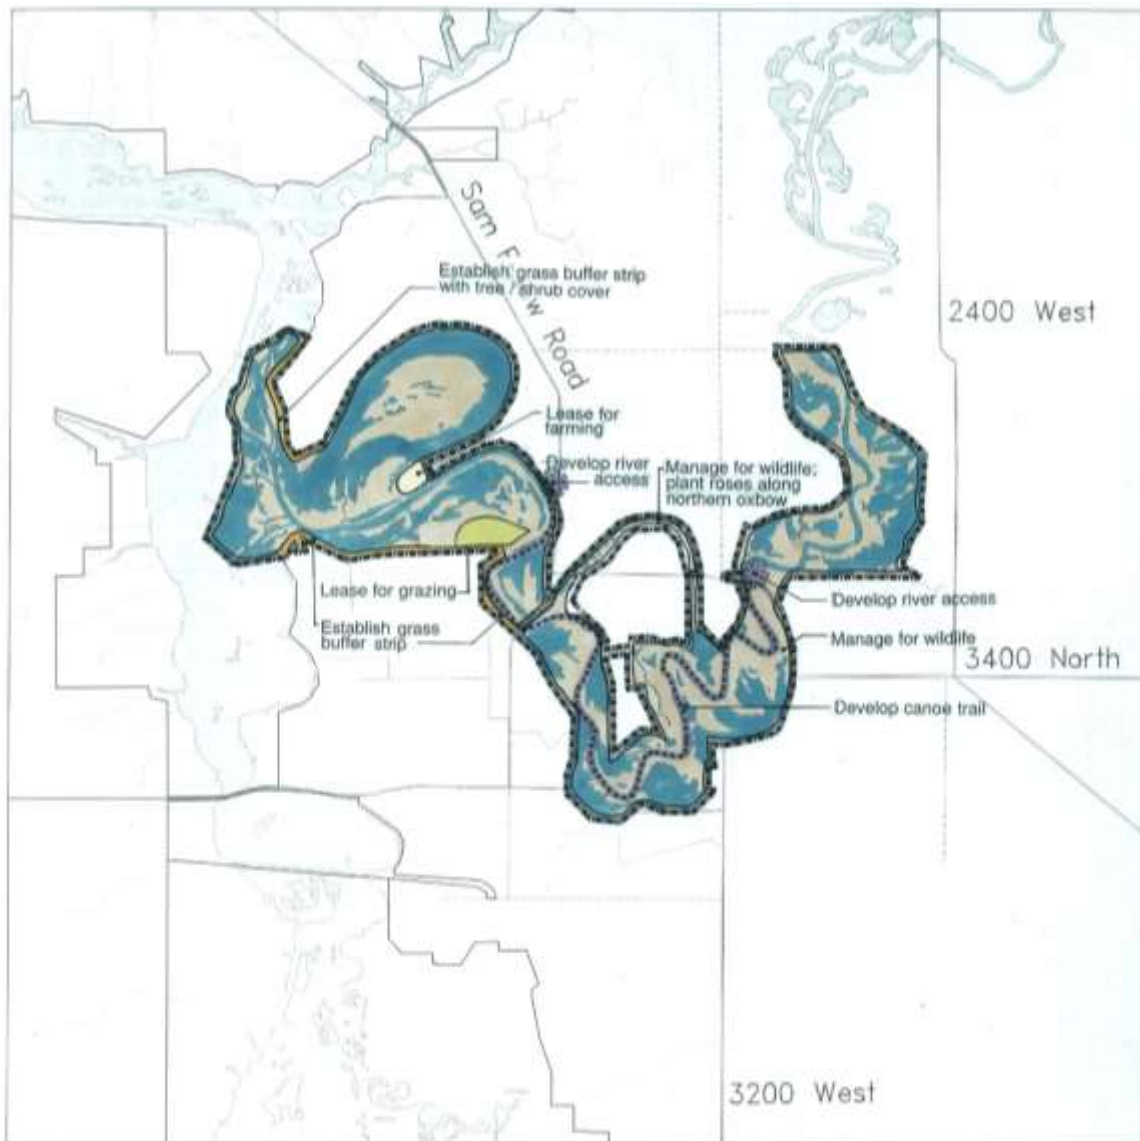 Sam F w Road
Establish grass buffer strip
with tree / shrub cover
2400 West
Lease for
farming
Develop river
access
Manage for wildlife;
plant roses along
northern oxbow
Lease for grazing
Develop river access
Establish grass
buffer strip
Manage for wildlife
3400 North
Develop canoe trail
3200 West